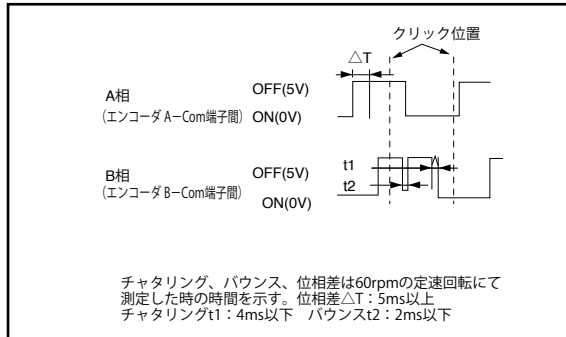 クリック位置
△T
A相
OFF(5V)
(エンコーダ A－Com端子間)
ON(0V)
B相
OFF(5V)
(エンコーダ B－Com端子間)
ON(0V)
t1
t2
チャタリング、バウンス、位相差は60rpmの定速回転にて
測定した時の時間を示す。位相差△T：5ms以上
チャタリングt1：4ms以下　バウンスt2：2ms以下